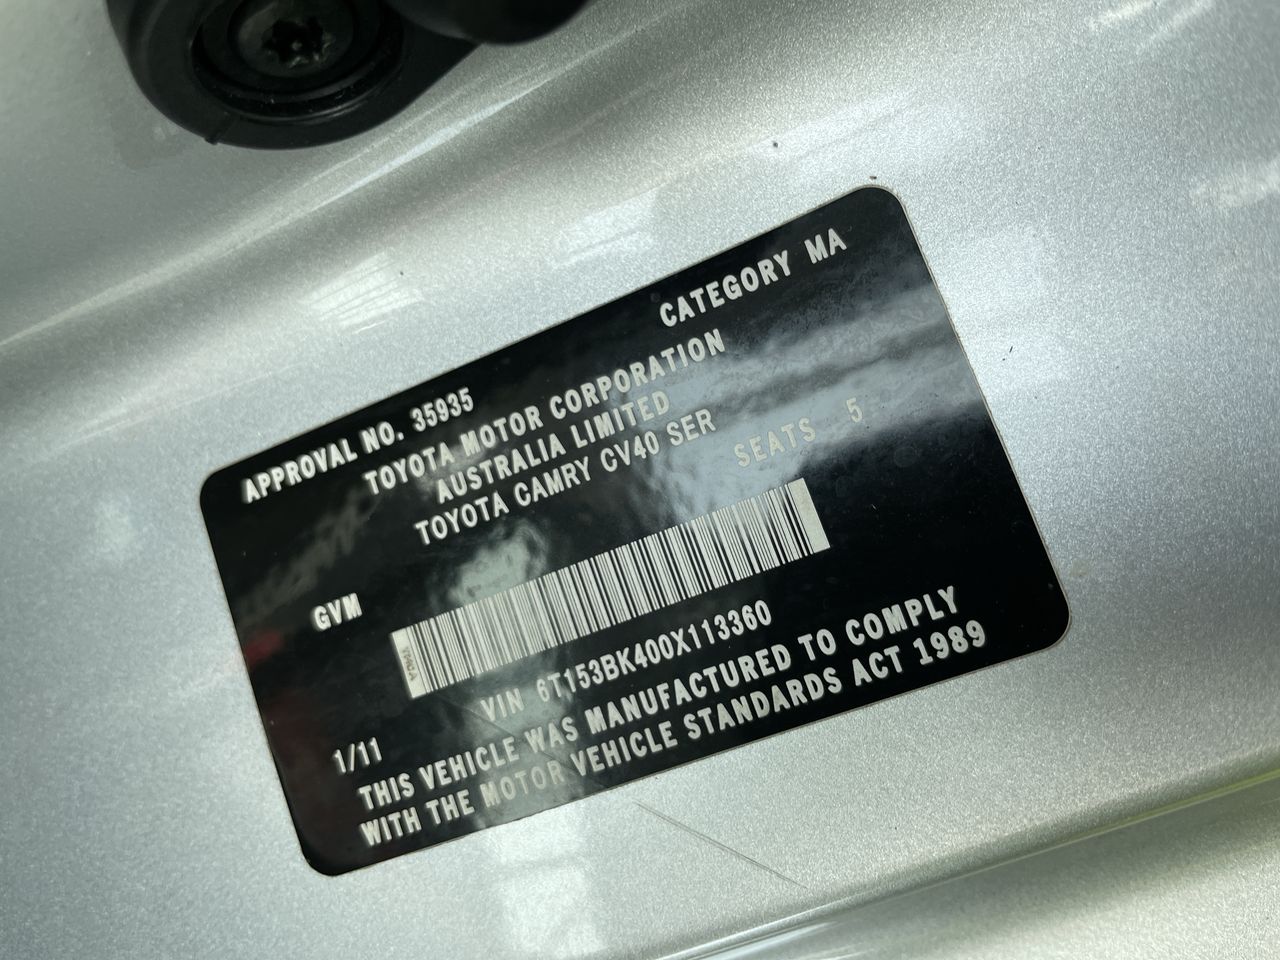 CATEGORY MA
APPROVAL NO. 35935
TOYOTA MOTOR CORPORATION
AUSTRALIA LIMITED
TOYOTA CAMRY CV40 SER
SEATS 5
GVM
VIN 6T153BK400X113360
1/11
THIS VEHICLE WAS MANUFACTURED TO COMPLY
WITH THE MOTOR VEHICLE STANDARDS ACT 1989